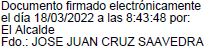 Documento firmado electrónicamente
el día 18/03/2022 a las 8:43:48 por:
El Alcalde
Fdo.: JOSE JUAN CRUZ SAAVEDRA